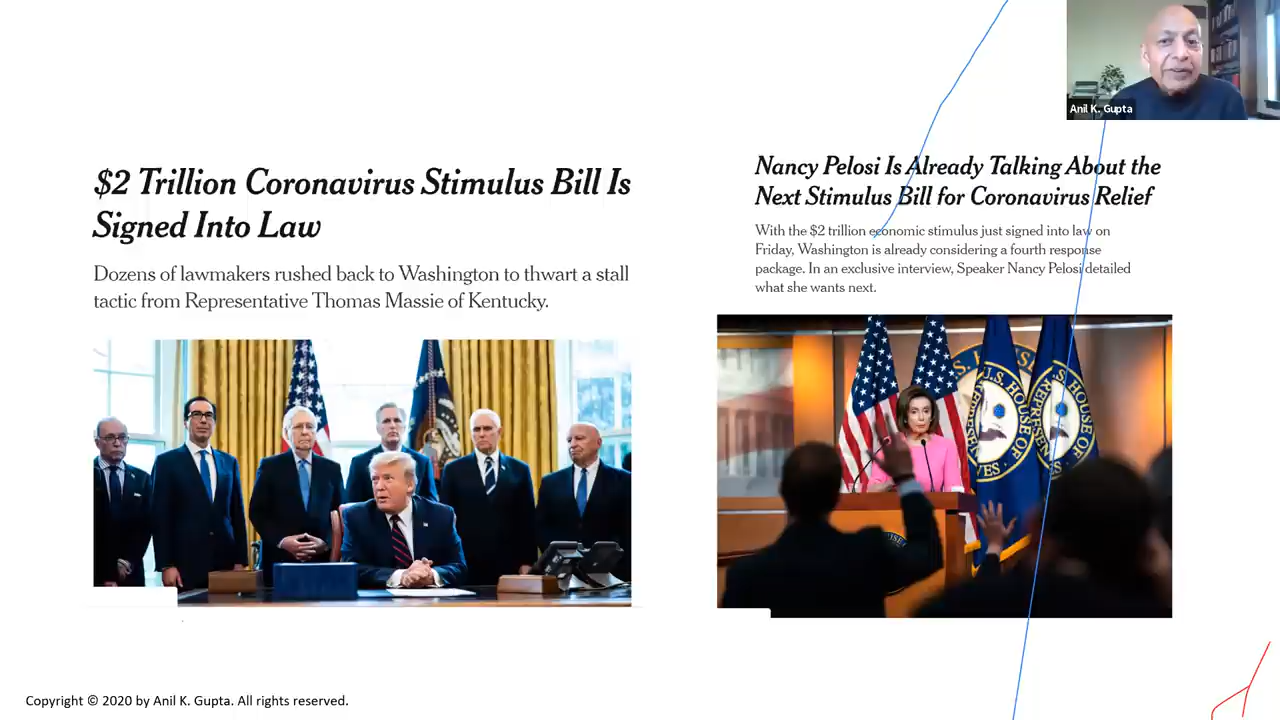 Anil K. Gupta
$2 Trillion Coronavirus Stimulus Bill Is
Signed Into Law
Dozens of lawmakers rushed back to Washington to thwart a stall
tactic from Representative Thomas Massie of Kentucky.
Nancy Pelosi Is Already Talking About the
Next Stimulus Bill for Coronavirus Relief
With the $2 trillion economic stimulus just signed into law on
Friday, Washington is already considering a fourth response
package. In an exclusive interview, Speaker Nancy Pelosi detailed
what she wants next.
U.S. HOUSE OF
Copyright © 2020 by Anil K. Gupta. All rights reserved.